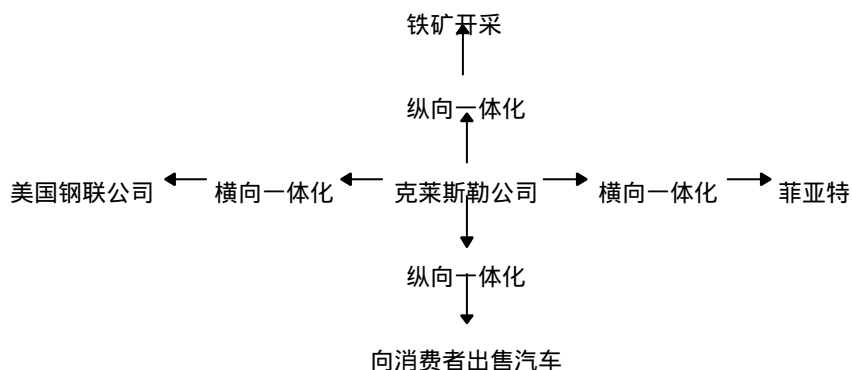 铁矿开采
纵向一体化
美国钢联公司 横向一体化 克莱斯勒公司 横向一体化 菲亚特
纵向一体化
向消费者出售汽车